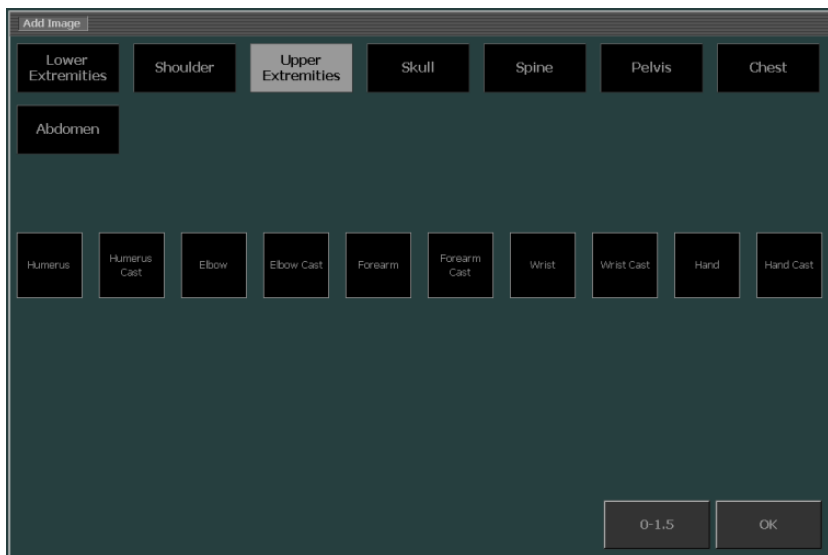 Add Image
Lower
Extremities
Shoulder
Upper
Extremities
Skull
Spine
Pelvis
Chest
Abdomen
Humerus
Humerus
Cast
Elbow
Elbow Cast
Forearm
Forearm
Cast
Wrist
Wrist Cast
Hand
Hand Cast
0-1.5
OK